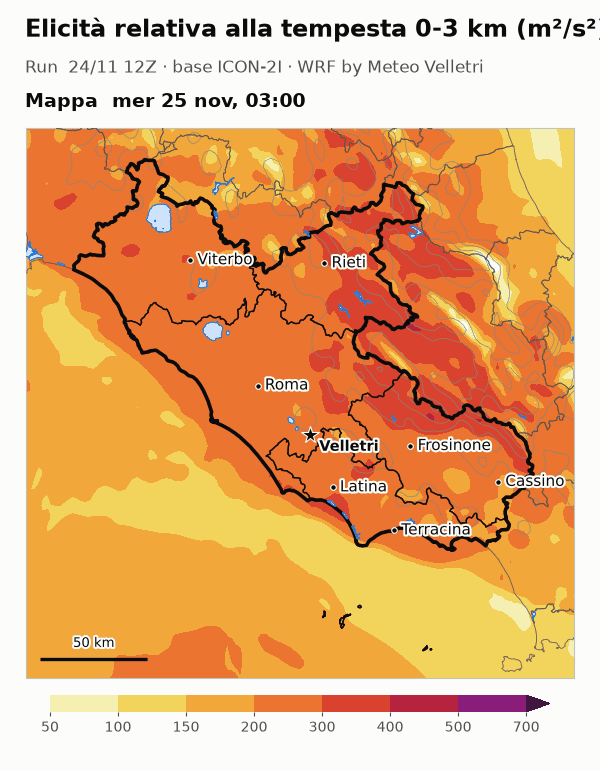 Elicità relativa alla tempesta 0-3 km (m²/s²)
Run 24/11 12Z · base ICON-2I · WRF by Meteo Velletri
Mappa mer 25 nov, 03:00
Viterbo
Rieti
Roma
Velletri
Frosinone
Cassino
Latina
Terracina
50 km
50 100 150 200 300 400 500 700